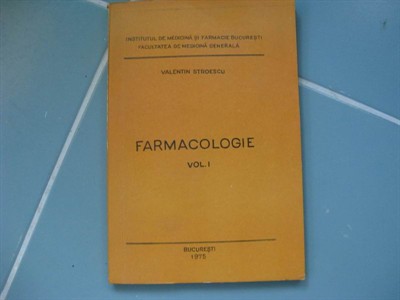 INSTITUTUL DE MEDICINĂ ȘI FARMACIE BUCUREȘTI
FACULTATEA DE MEDICINĂ GENERALĂ
VALENTIN STROESCU
FARMACOLOGIE
VOL. I
BUCUREȘTI
1975